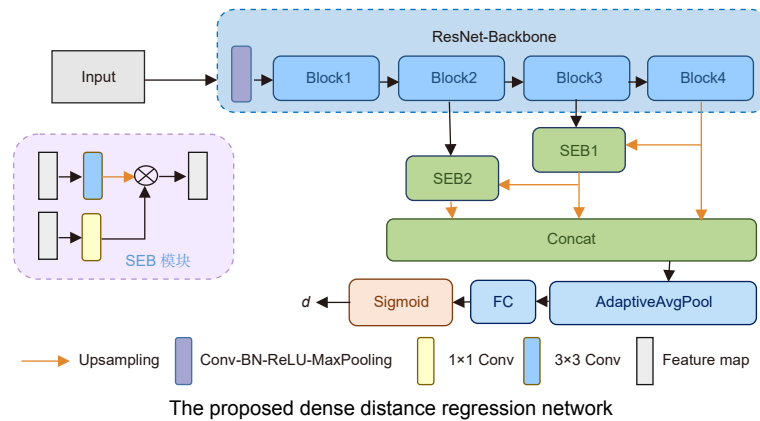 ResNet-Backbone
Input
Block1
Block2
Block3
Block4
SEB1
SEB2
SEB 模块
Concat
d
Sigmoid
FC
AdaptiveAvgPool
Upsampling
Conv-BN-ReLU-MaxPooling
1×1 Conv
3×3 Conv
Feature map
The proposed dense distance regression network